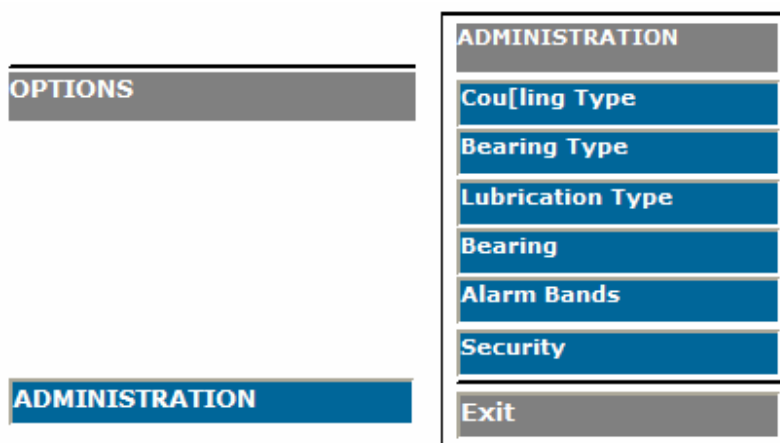 OPTIONS
ADMINISTRATION
ADMINISTRATION
Cou[ling Type
Bearing Type
Lubrication Type
Bearing
Alarm Bands
Security
Exit